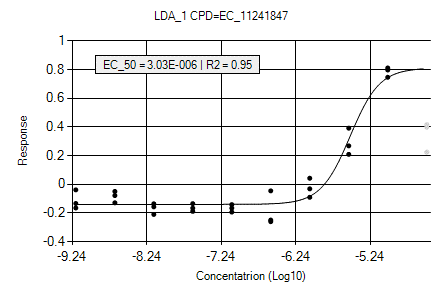 LDA_1 CPD=EC_11241847
1
EC_50 = 3.03E-006 | R2 = 0.95
0.8
0.6
0.4
0.2
0
-0.2
-0.4
Response
-9.24 -8.24 -7.24 -6.24 -5.24
Concentatrion (Log10)